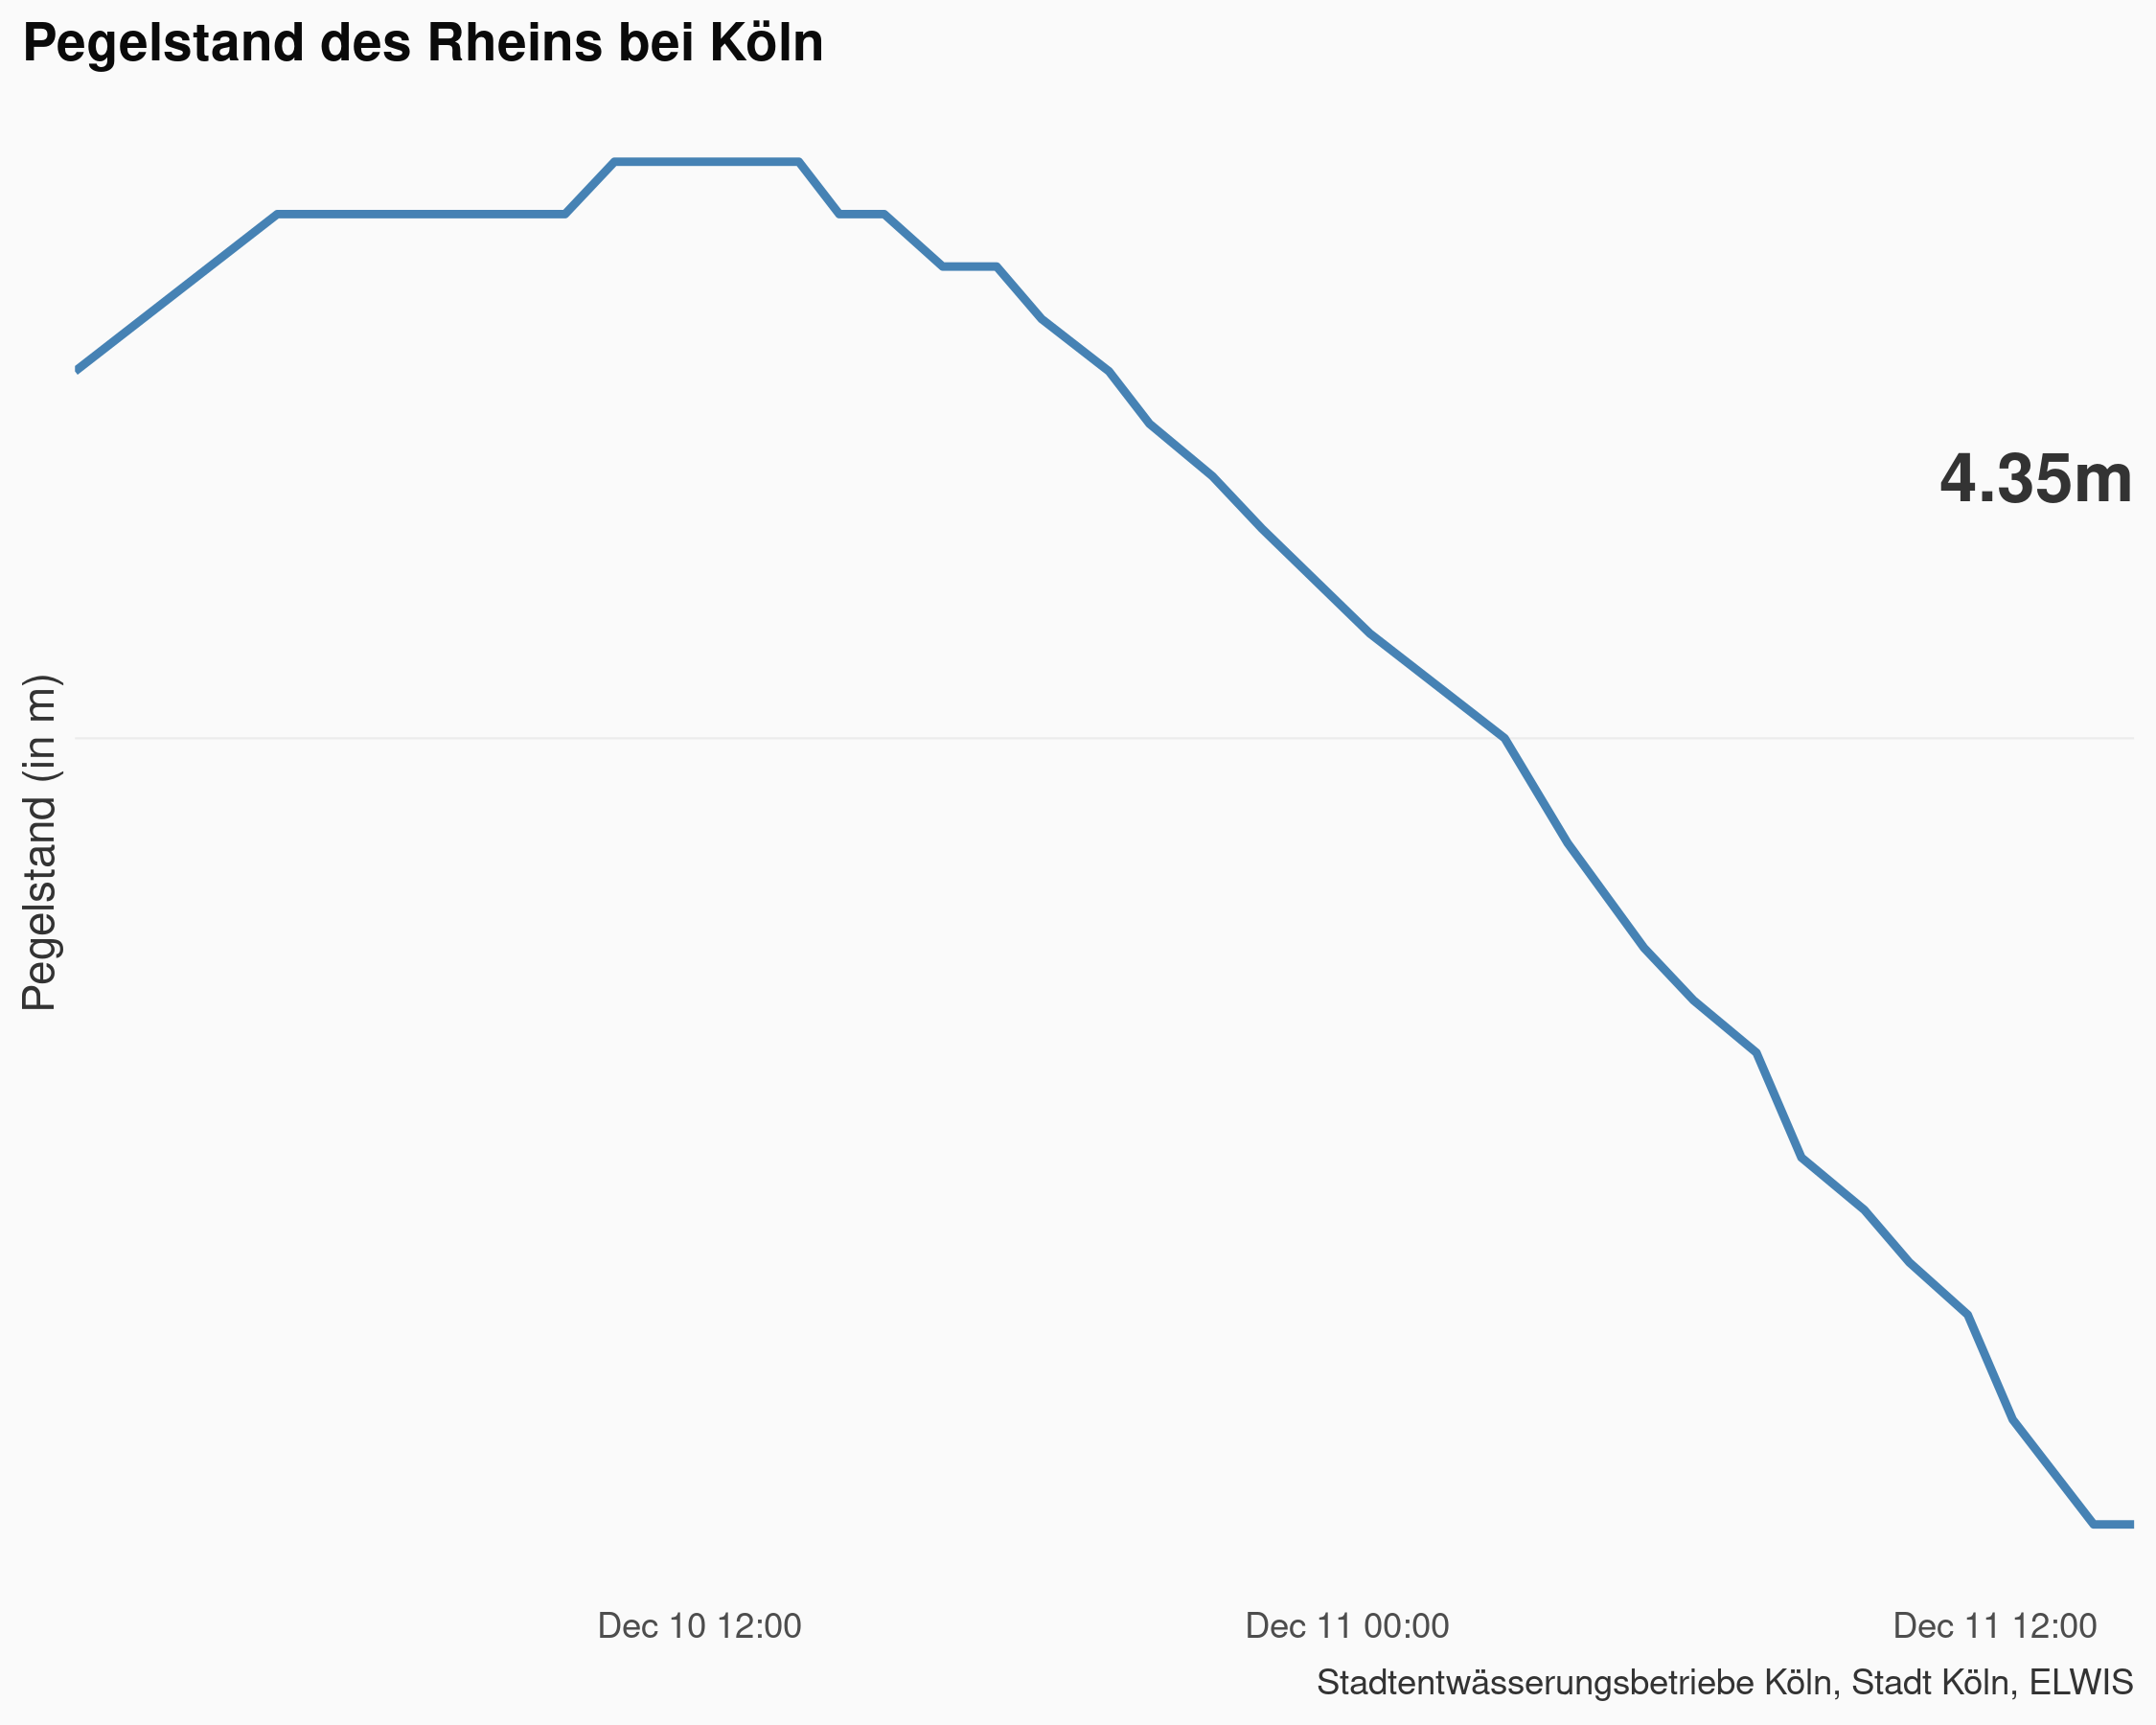 Pegelstand des Rheins bei Köln
4.35m
Pegelstand (in m)
Dec 10 12:00
Dec 11 00:00
Dec 11 12:00
Stadtentwässerungsbetriebe Köln, Stadt Köln, ELWIS